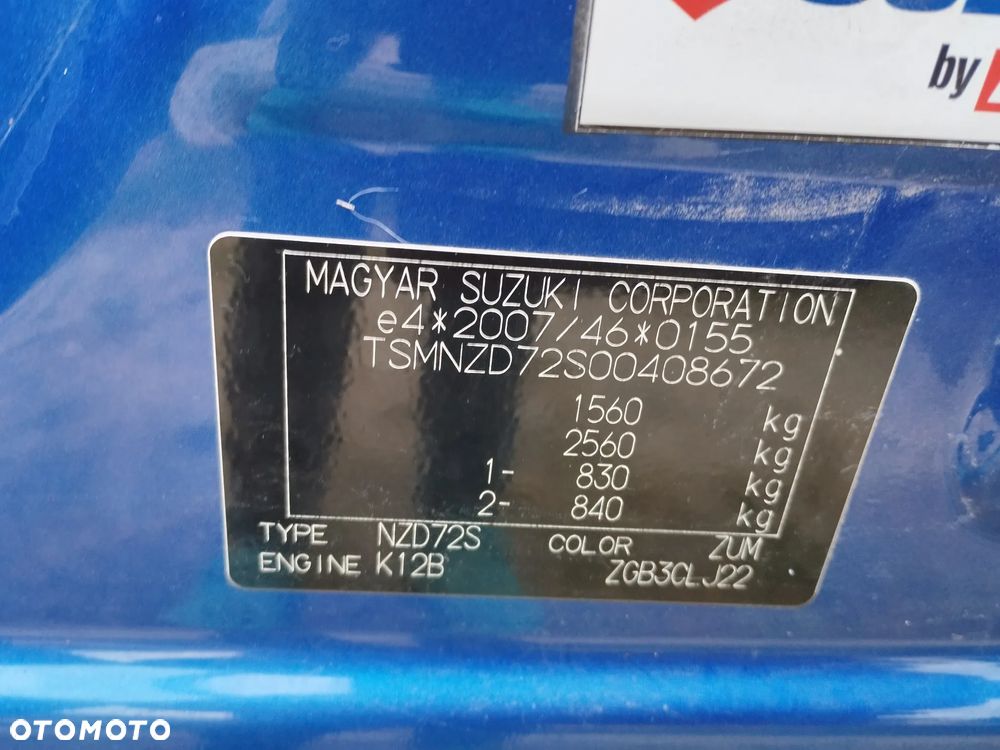 by
MAGYAR SUZUKI CORPORATION
e4*2007/46*0155
TSMNZD72S00408672
1560 kg
2560 kg
1- 830 kg
2- 840 kg
TYPE NZD72S COLOR ZUM
ENGINE K12B ZGB3CLJ22
OTOMOTO